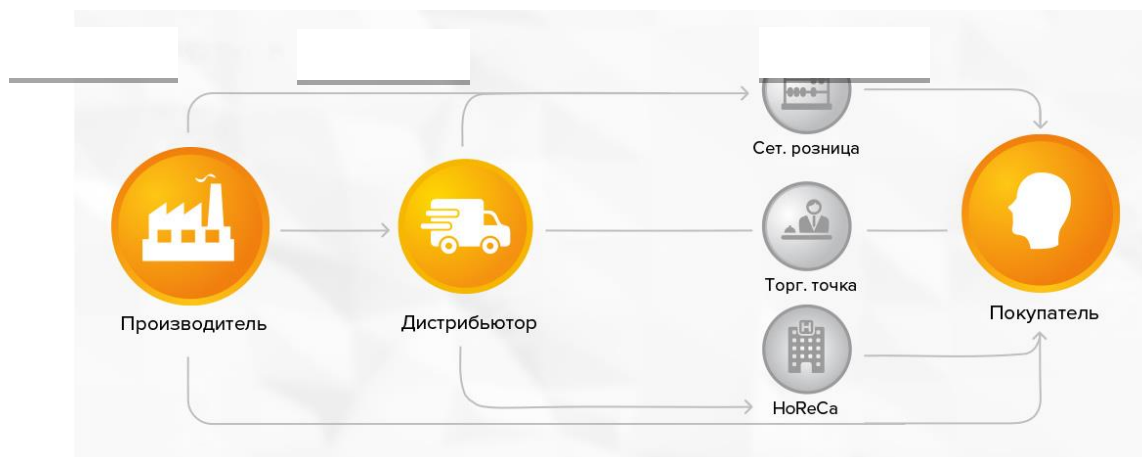 Сет. розница
Торг. точка
Производитель
Дистрибьютор
Покупатель
HoReCa